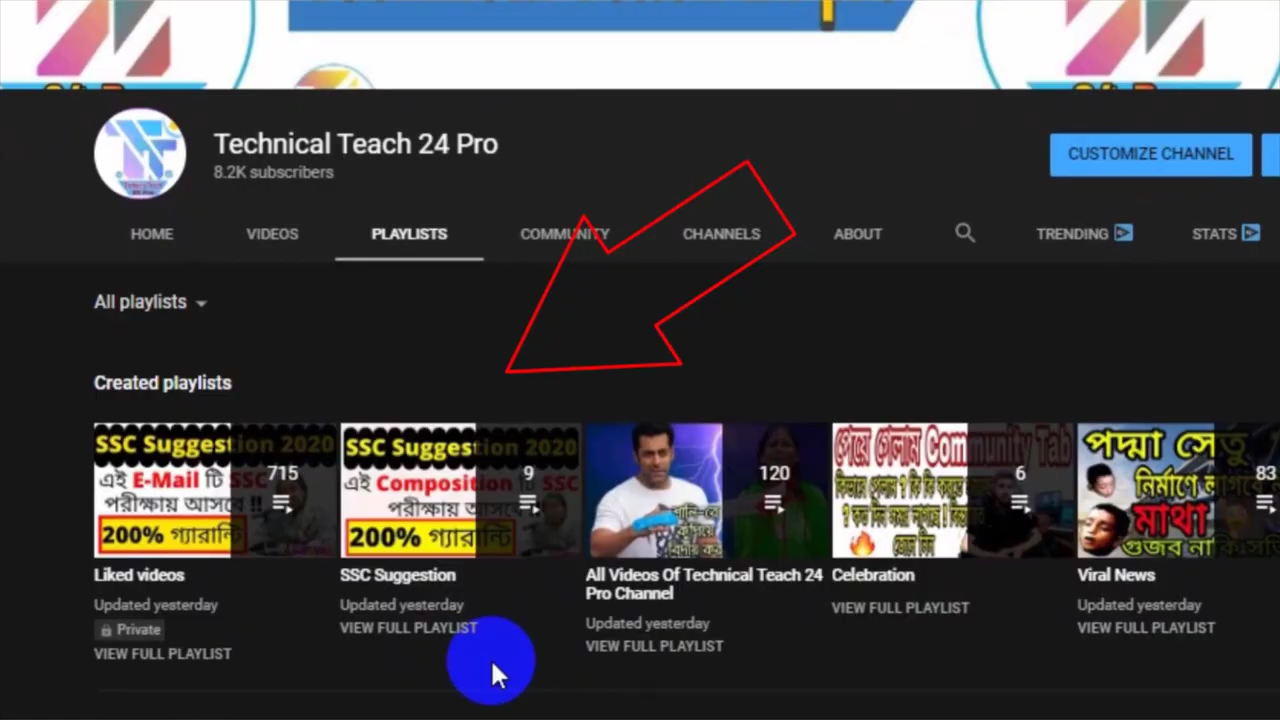 Technical Teach 24 Pro
8.2K subscribers
CUSTOMIZE CHANNEL
HOME
VIDEOS
PLAYLISTS
COMMUNITY
CHANNELS
ABOUT
TRENDING
STATS
All playlists
Created playlists
SSC Suggestion 2020
এই E-Mail টি SSC
পরীক্ষায় আসবে !!
200% গ্যারান্টি
715
SSC Suggestion 2020
এই Composition SSC
পরীক্ষায় আসবে
200% গ্যারান্টি
9
120
পেয়ে গেলাম Community Tab
জেনে নিন
6
পদ্মা সেতু
নির্মাণে লাগবে
মাথা
গুজব নাকি
83
Liked videos
Updated yesterday
Private
VIEW FULL PLAYLIST
SSC Suggestion
Updated yesterday
VIEW FULL PLAYLIST
All Videos Of Technical Teach 24
Pro Channel
Updated yesterday
VIEW FULL PLAYLIST
Celebration
VIEW FULL PLAYLIST
Viral News
Updated yesterday
VIEW FULL PLAYLIST